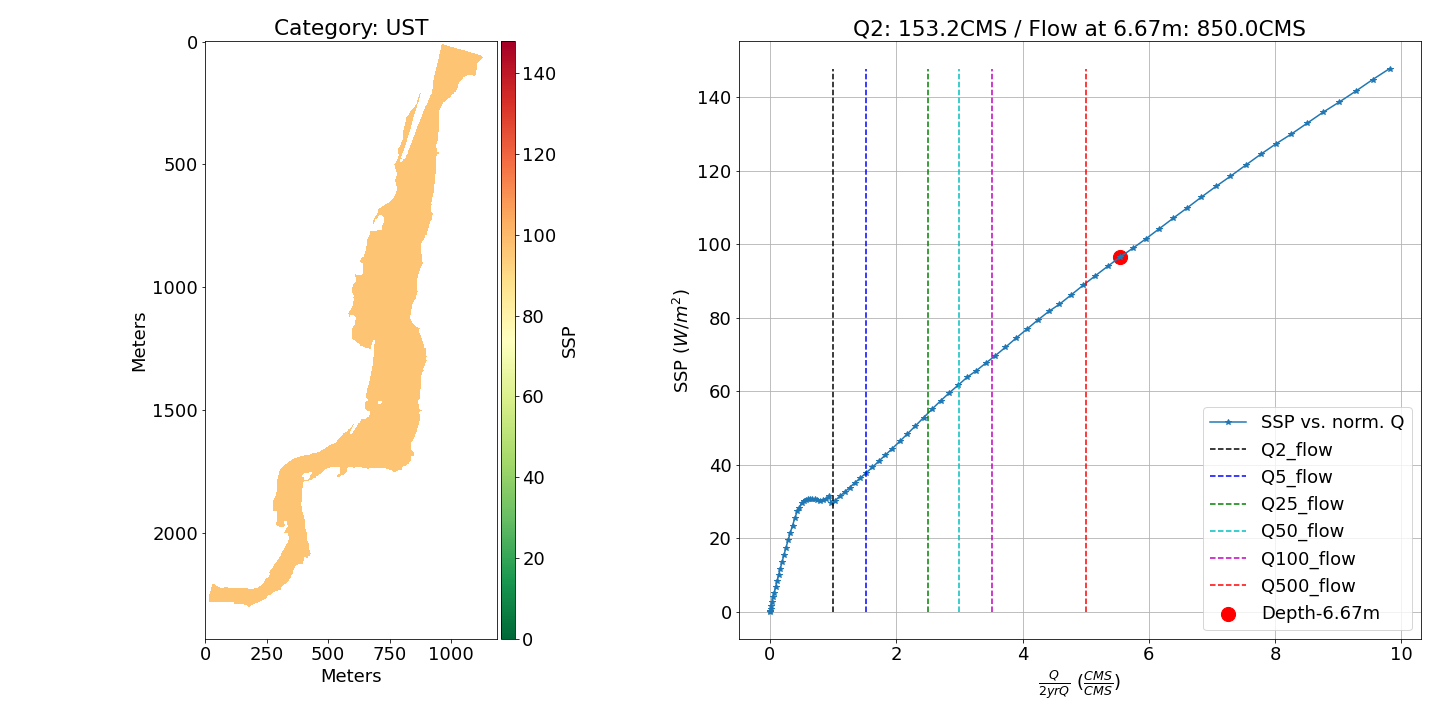 Category: UST
Q2: 153.2CMS / Flow at 6.67m: 850.0CMS
0
500
1000
1500
2000
Meters
0 250 500 750 1000
Meters
140
120
100
80
60
40
20
0
SSP
140
120
100
80
60
40
20
0
SSP (W/m²)
SSP vs. norm. Q
Q2_flow
Q5_flow
Q25_flow
Q50_flow
Q100_flow
Q500_flow
Depth-6.67m
0 2 4 6 8 10
Q/2yrQ (CMS/CMS)